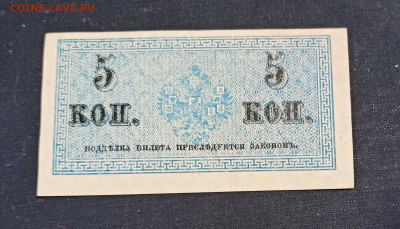 COINS.LAVE.RU
5 5
КОП. КОП.
ПОДДѢЛКА БИЛЕТА ПРЕСЛѢДУЕТСЯ ЗАКОНОМЪ.